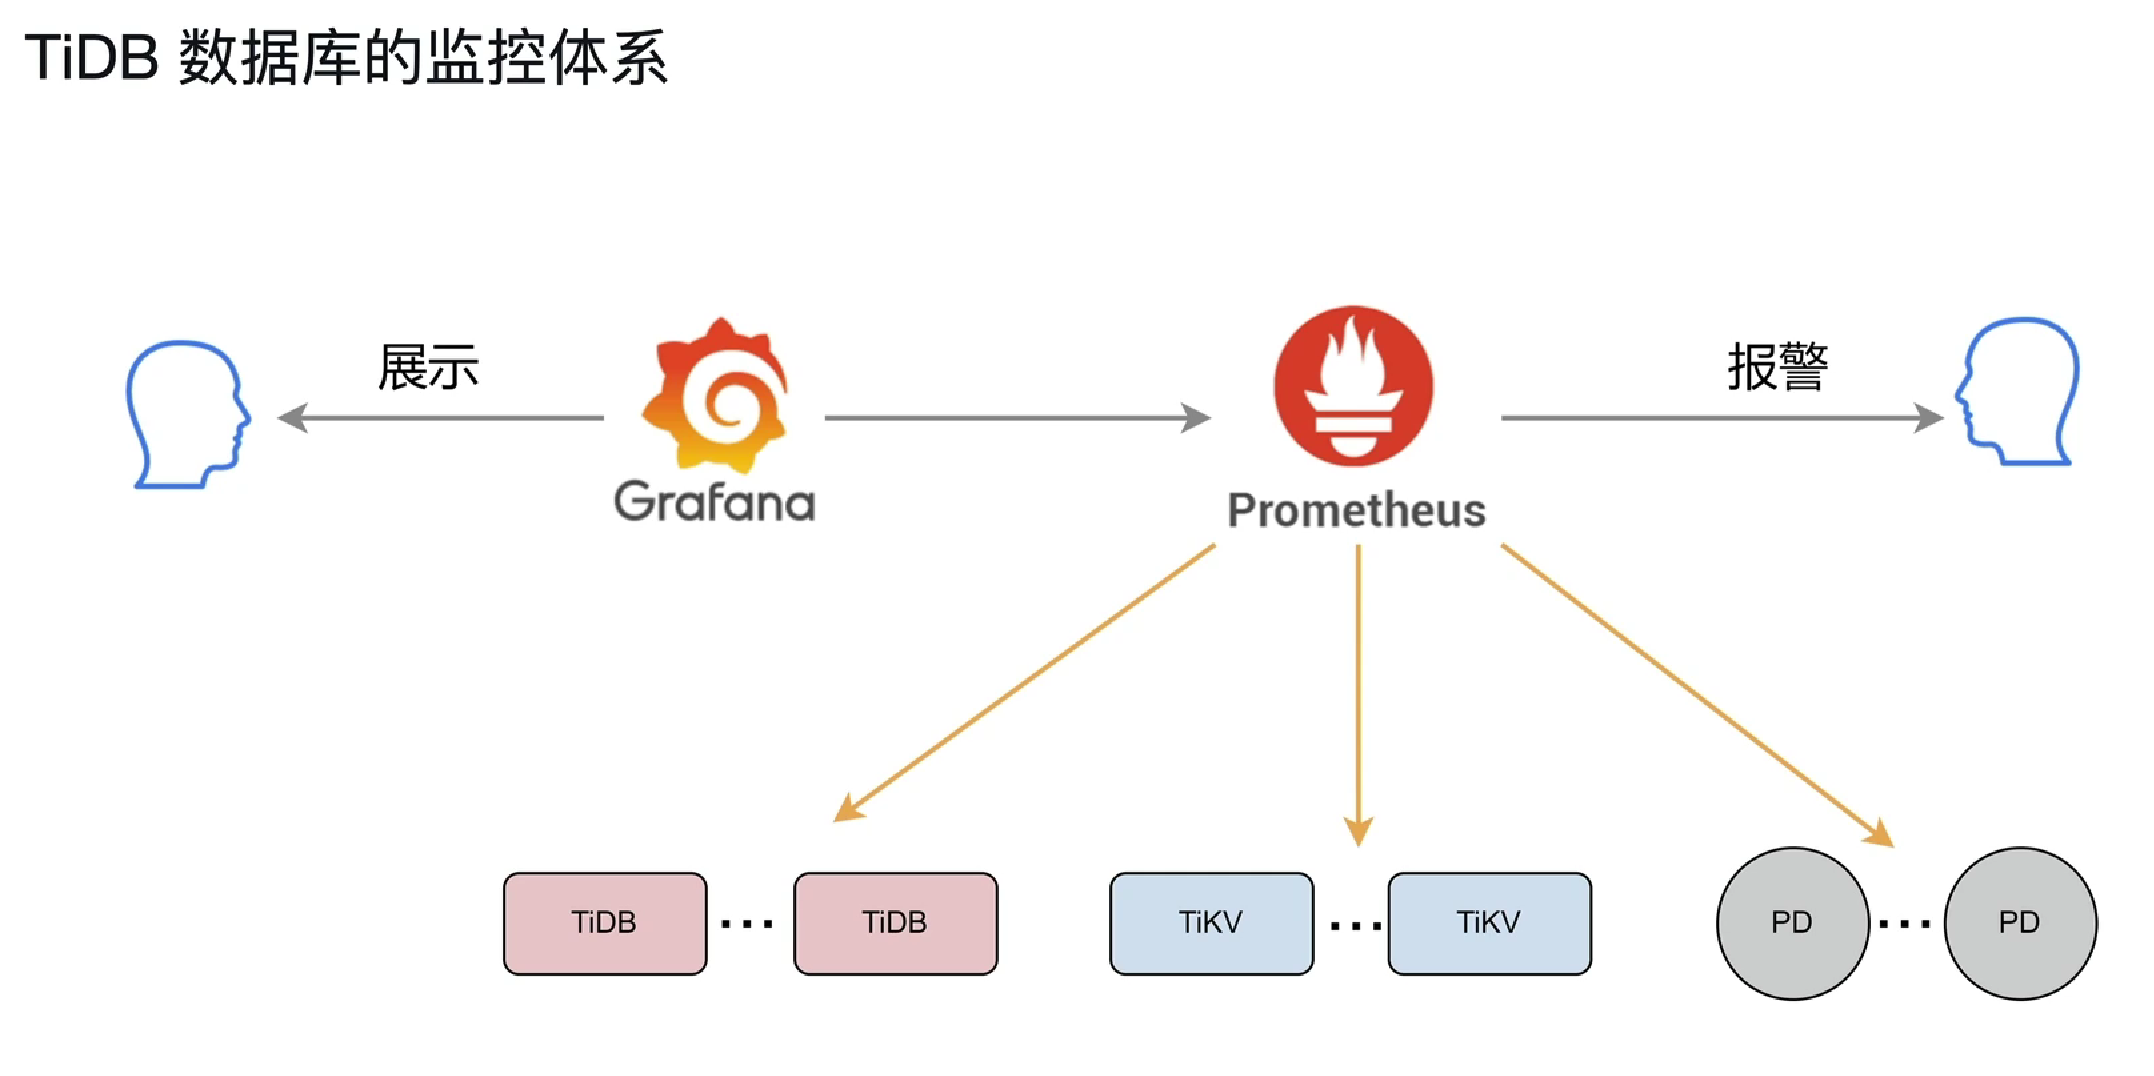 TiDB 数据库的监控体系
展示
报警
Grafana
Prometheus
TiDB ... TiDB
TiKV ... TiKV
PD ... PD